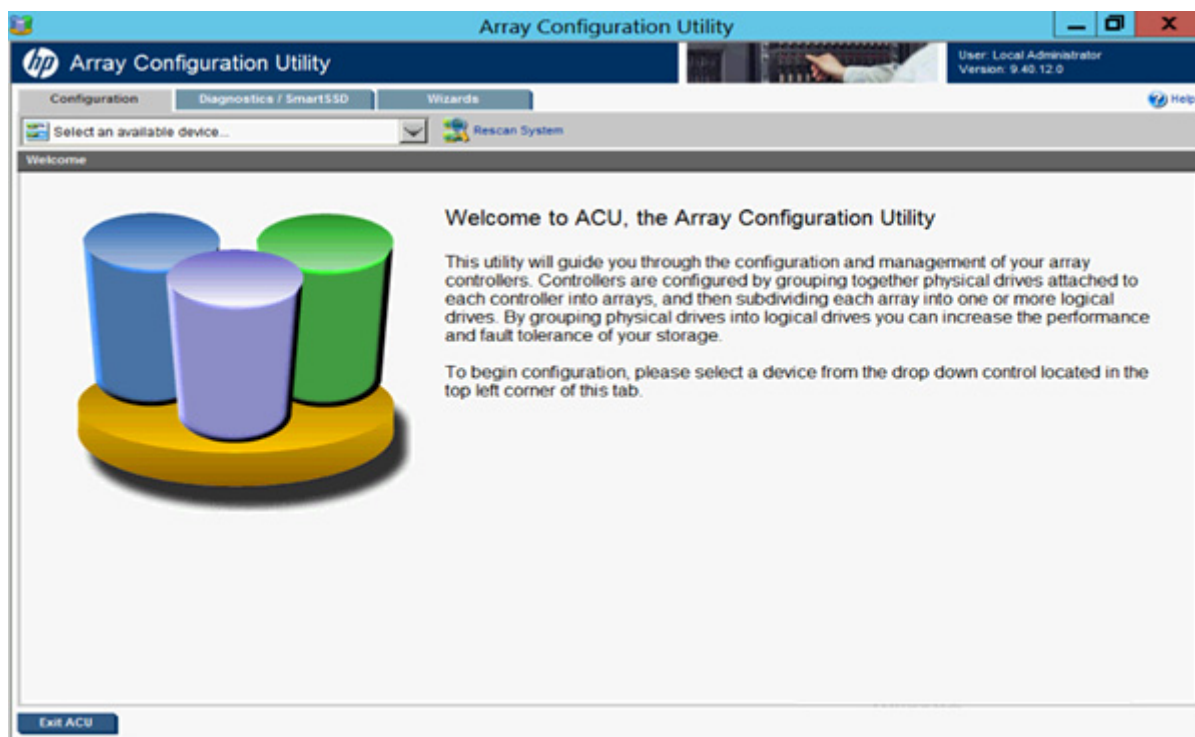 Array Configuration Utility
hp Array Configuration Utility
User: Local Administrator
Version: 9.40.12.0
Configuration
Diagnostics / SmartSSD
Wizards
Help
Select an available device...
Rescan System
Welcome
Welcome to ACU, the Array Configuration Utility
This utility will guide you through the configuration and management of your array
controllers. Controllers are configured by grouping together physical drives attached to
each controller into arrays, and then subdividing each array into one or more logical
drives. By grouping physical drives into logical drives you can increase the performance
and fault tolerance of your storage.
To begin configuration, please select a device from the drop down control located in the
top left corner of this tab.
Exit ACU